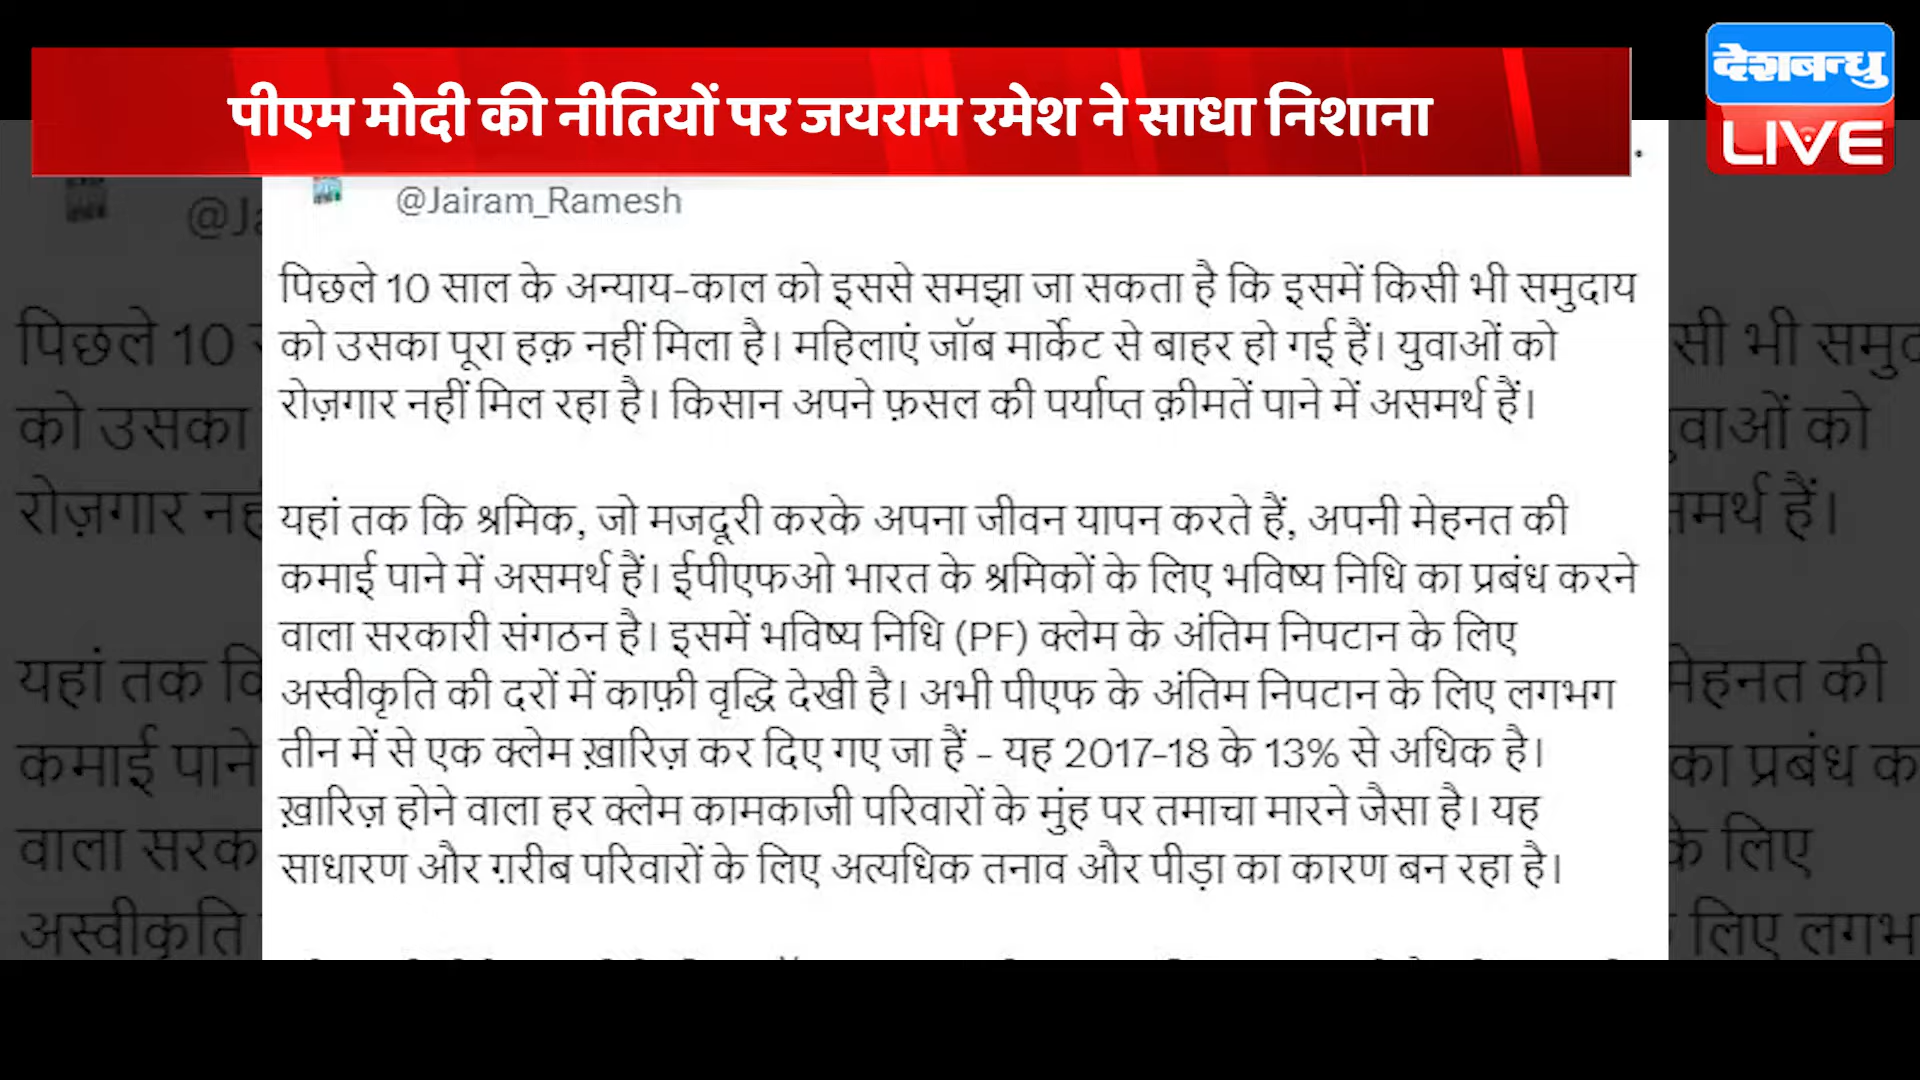 पीएम मोदी की नीतियों पर जयराम रमेश ने साधा निशाना
देशबन्धु
LIVE
@Jairam_Ramesh
पिछले 10 साल के अन्याय-काल को इससे समझा जा सकता है कि इसमें किसी भी समुदाय
को उसका पूरा हक़ नहीं मिला है। महिलाएं जॉब मार्केट से बाहर हो गई हैं। युवाओं को
रोज़गार नहीं मिल रहा है। किसान अपने फ़सल की पर्याप्त क़ीमतें पाने में असमर्थ हैं।
यहां तक कि श्रमिक, जो मजदूरी करके अपना जीवन यापन करते हैं, अपनी मेहनत की
कमाई पाने में असमर्थ हैं। ईपीएफओ भारत के श्रमिकों के लिए भविष्य निधि का प्रबंध करने
वाला सरकारी संगठन है। इसमें भविष्य निधि (PF) क्लेम के अंतिम निपटान के लिए
अस्वीकृति की दरों में काफ़ी वृद्धि देखी है। अभी पीएफ के अंतिम निपटान के लिए लगभग
तीन में से एक क्लेम ख़ारिज़ कर दिए गए जा हैं - यह 2017-18 के 13% से अधिक है।
ख़ारिज़ होने वाला हर क्लेम कामकाजी परिवारों के मुंह पर तमाचा मारने जैसा है। यह
साधारण और ग़रीब परिवारों के लिए अत्यधिक तनाव और पीड़ा का कारण बन रहा है।